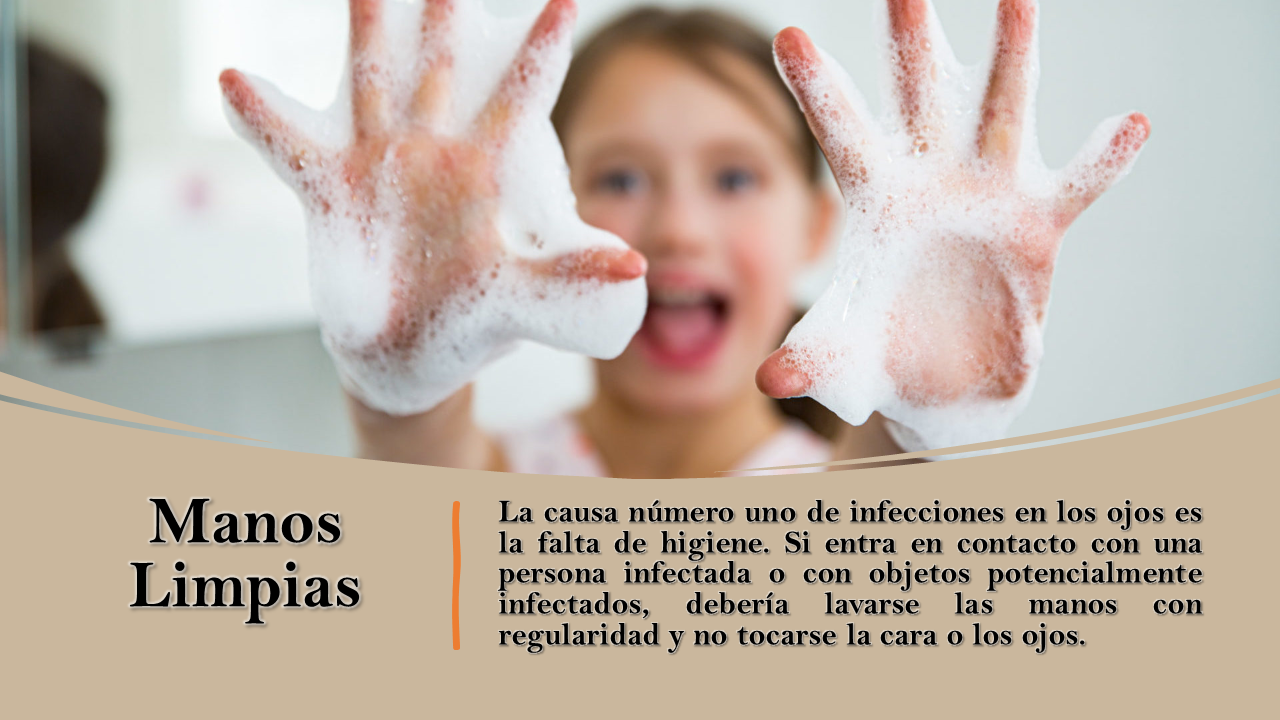 Manos
Limpias
La causa número uno de infecciones en los ojos es
la falta de higiene. Si entra en contacto con una
persona infectada o con objetos potencialmente
infectados, debería lavarse las manos con
regularidad y no tocarse la cara o los ojos.